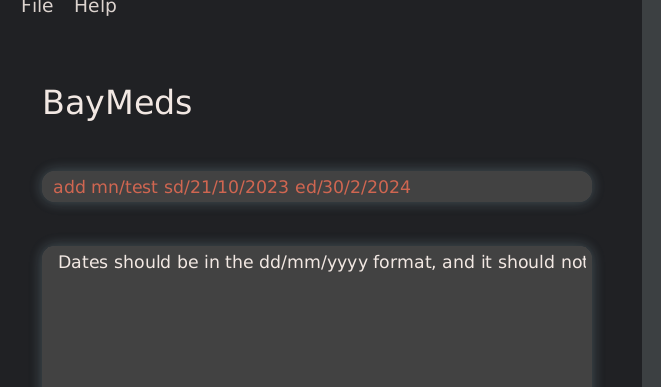 File Help
BayMeds
add mn/test sd/21/10/2023 ed/30/2/2024
Dates should be in the dd/mm/yyyy format, and it should not